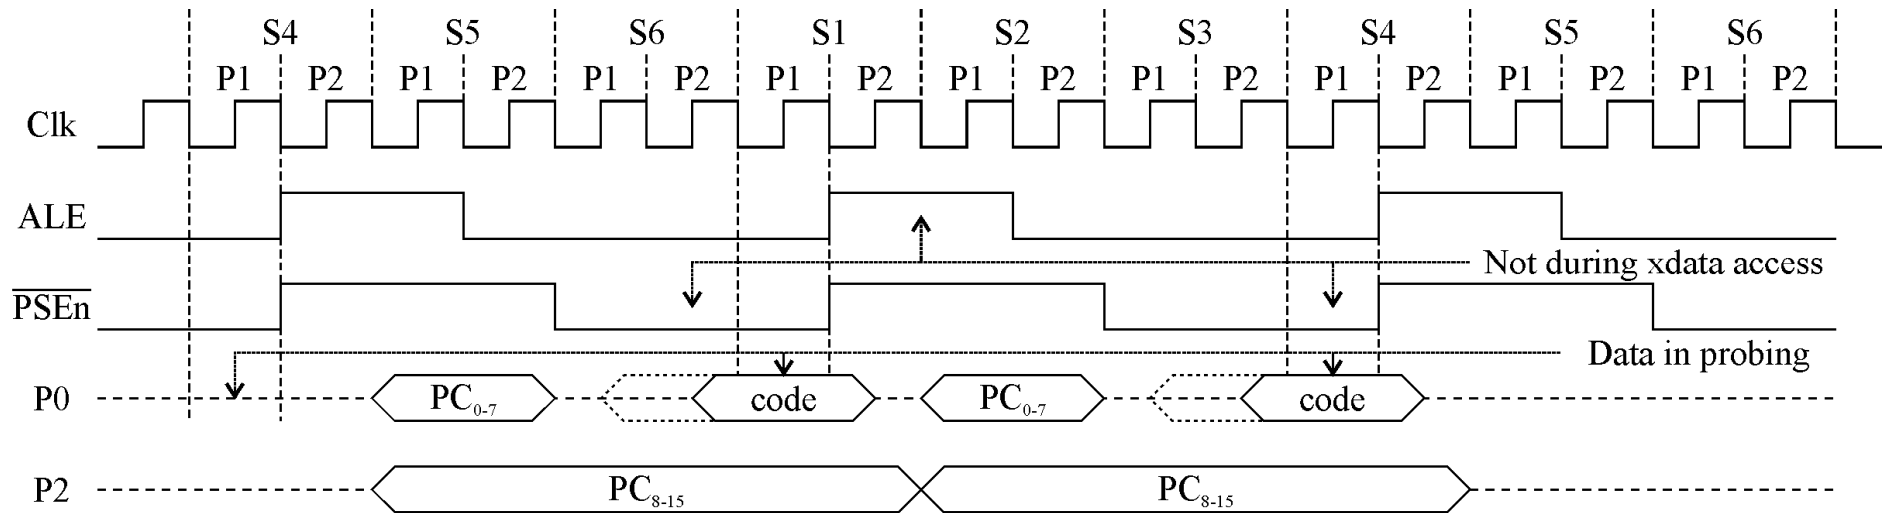 S4 S5 S6 S1 S2 S3 S4 S5 S6
P1 P2 P1 P2 P1 P2 P1 P2 P1 P2 P1 P2 P1 P2 P1 P2 P1 P2
Clk
ALE
Not during xdata access
PSEn
Data in probing
P0 PC0-7 code PC0-7 code
P2 PC8-15 PC8-15